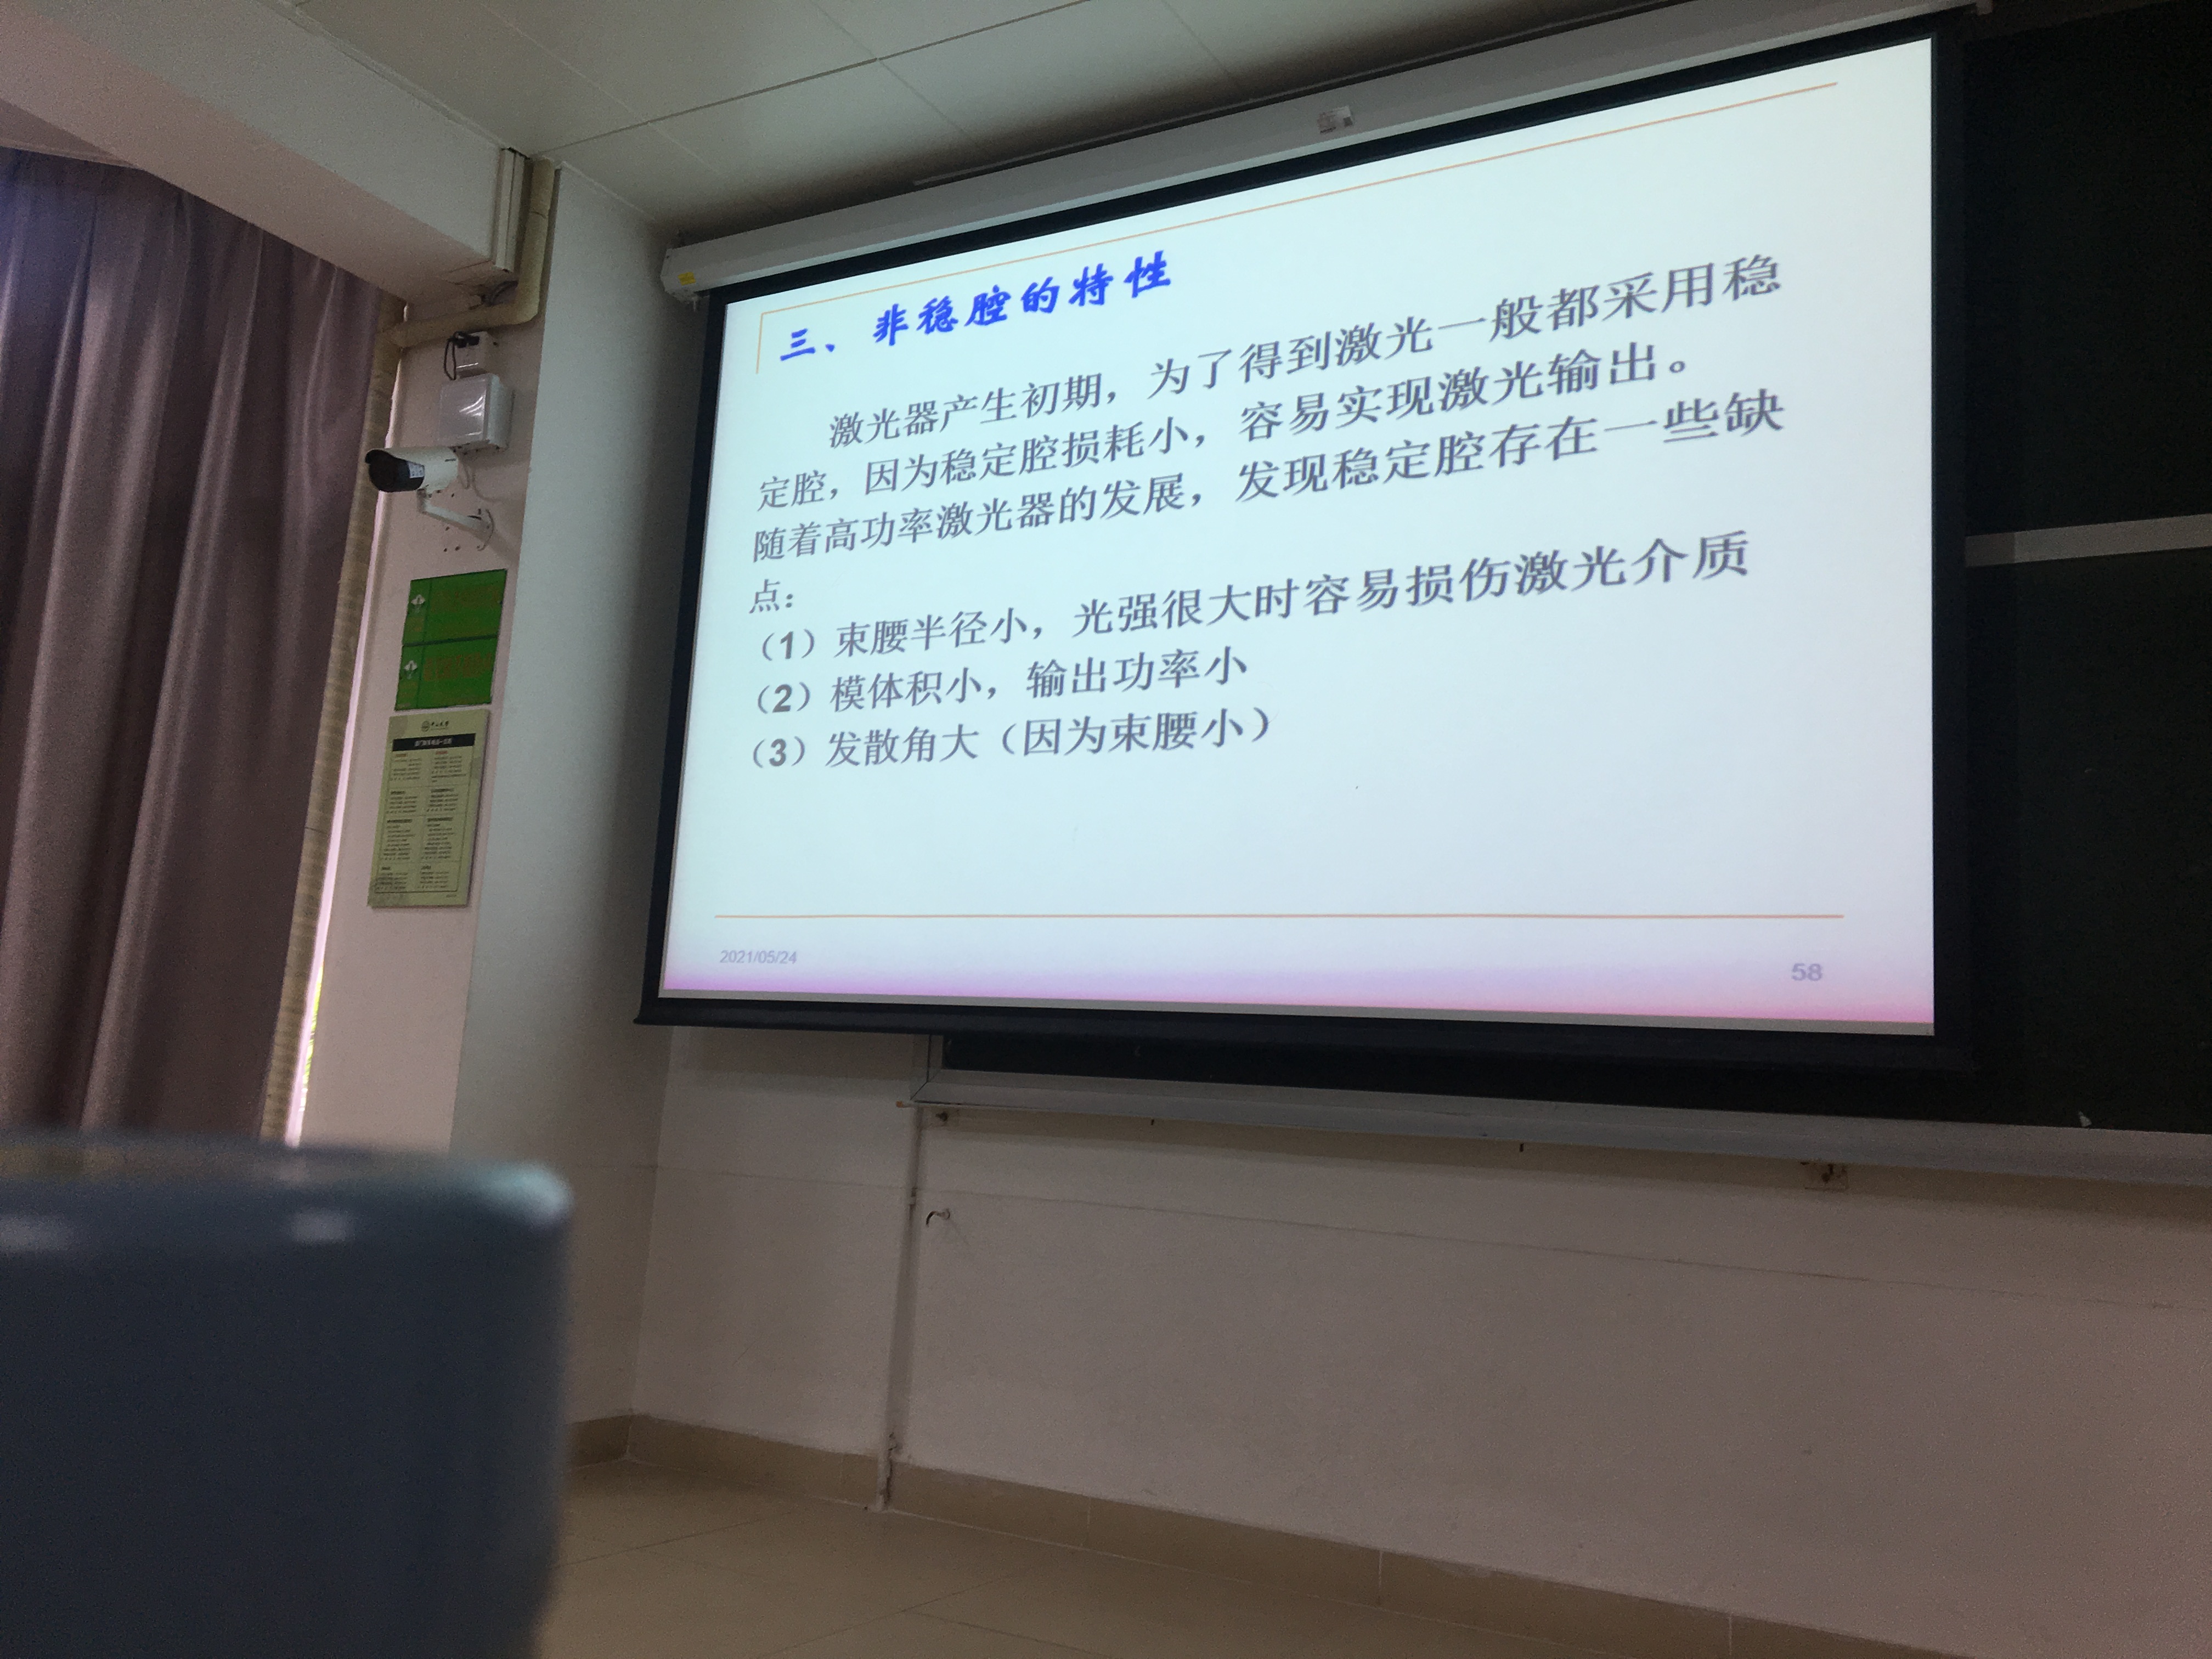 三、非稳腔的特性
激光器产生初期，为了得到激光一般都采用稳
定腔，因为稳定腔损耗小，容易实现激光输出。
随着高功率激光器的发展，发现稳定腔存在一些缺
点：
（1）束腰半径小，光强很大时容易损伤激光介质
（2）模体积小，输出功率小
（3）发散角大（因为束腰小）
2021/05/24
58